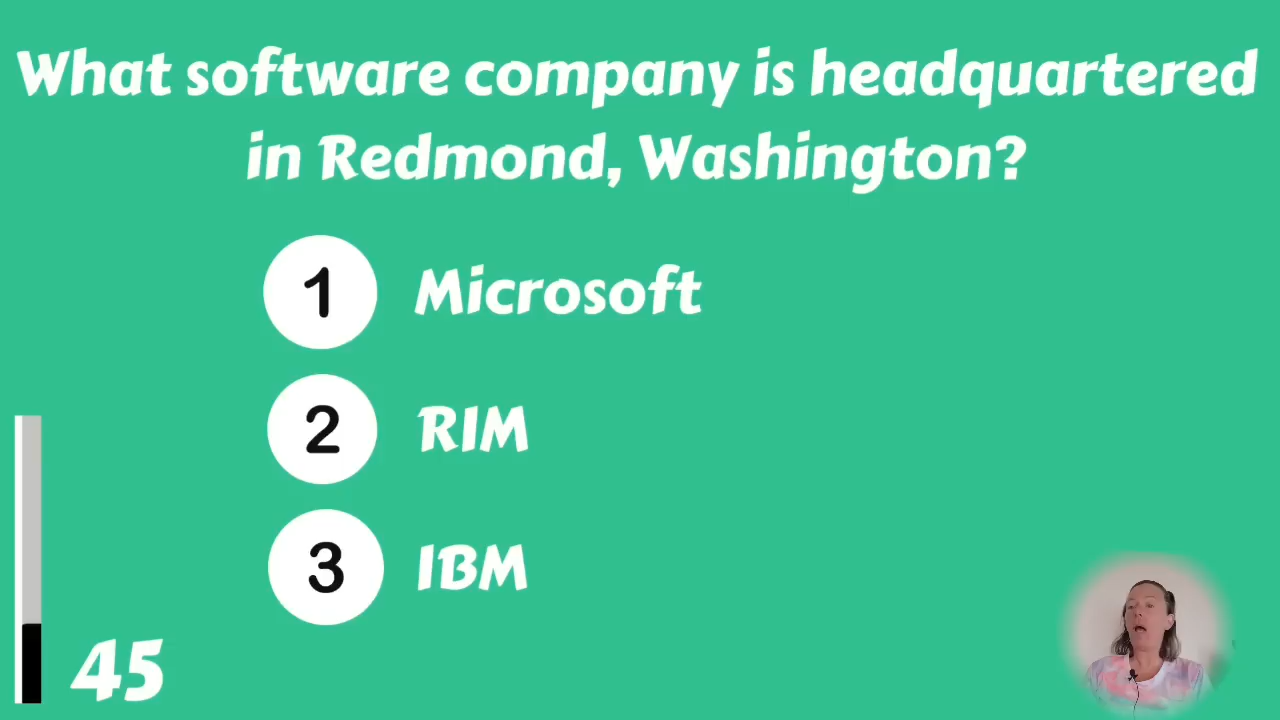 What software company is headquartered
in Redmond, Washington?
1 Microsoft
2 RIM
3 IBM
45